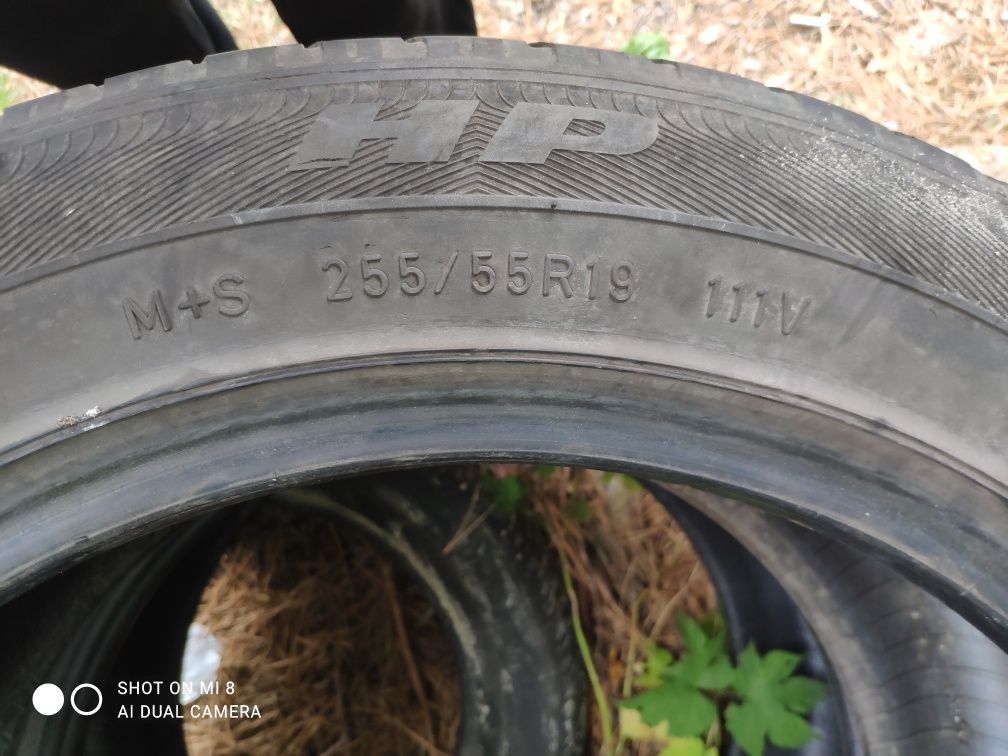 HP
M+S 255/55R19 111V
SHOT ON MI 8
AI DUAL CAMERA